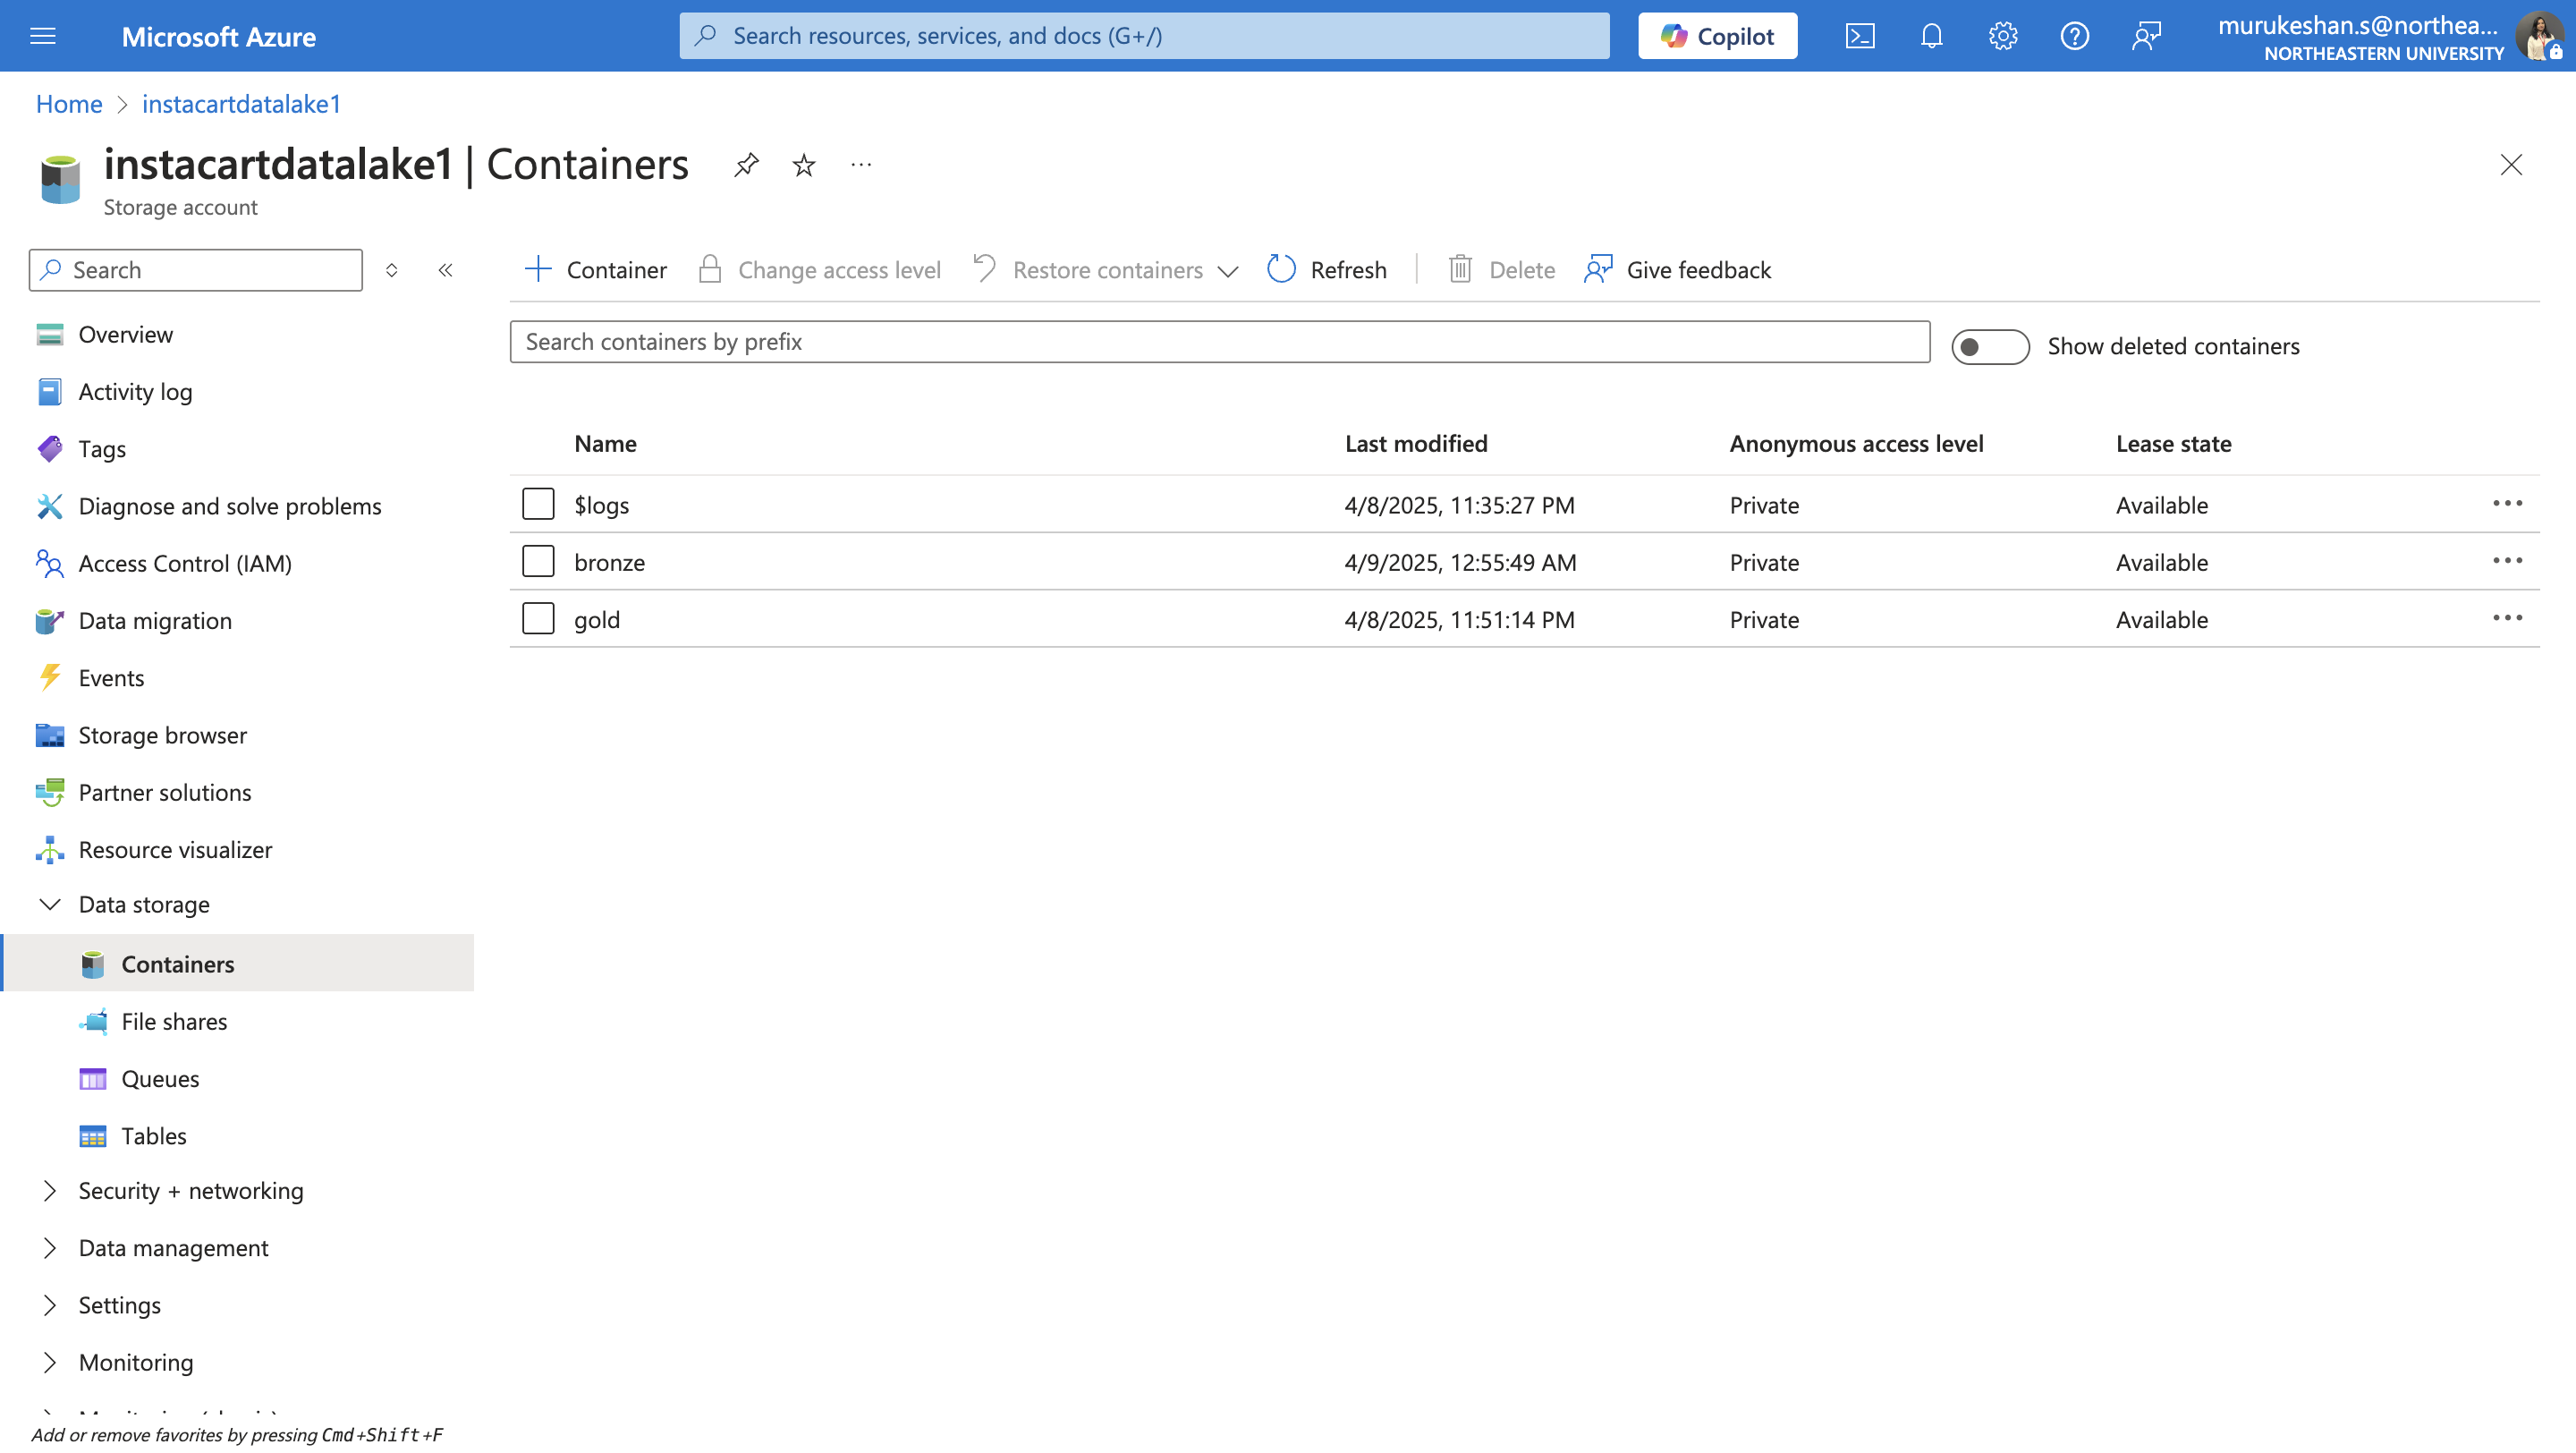 Microsoft Azure
Search resources, services, and docs (G+/)
Copilot
murukeshan.s@northea...
NORTHEASTERN UNIVERSITY
Home > instacartdatalake1
instacartdatalake1 | Containers
Storage account
Search
Container
Change access level
Restore containers
Refresh
Delete
Give feedback
Search containers by prefix
Show deleted containers
Overview
Activity log
Tags
Diagnose and solve problems
Access Control (IAM)
Data migration
Events
Storage browser
Partner solutions
Resource visualizer
Data storage
Containers
File shares
Queues
Tables
Security + networking
Data management
Settings
Monitoring
Add or remove favorites by pressing Cmd+Shift+F
Name Last modified Anonymous access level Lease state
$logs 4/8/2025, 11:35:27 PM Private Available
bronze 4/9/2025, 12:55:49 AM Private Available
gold 4/8/2025, 11:51:14 PM Private Available